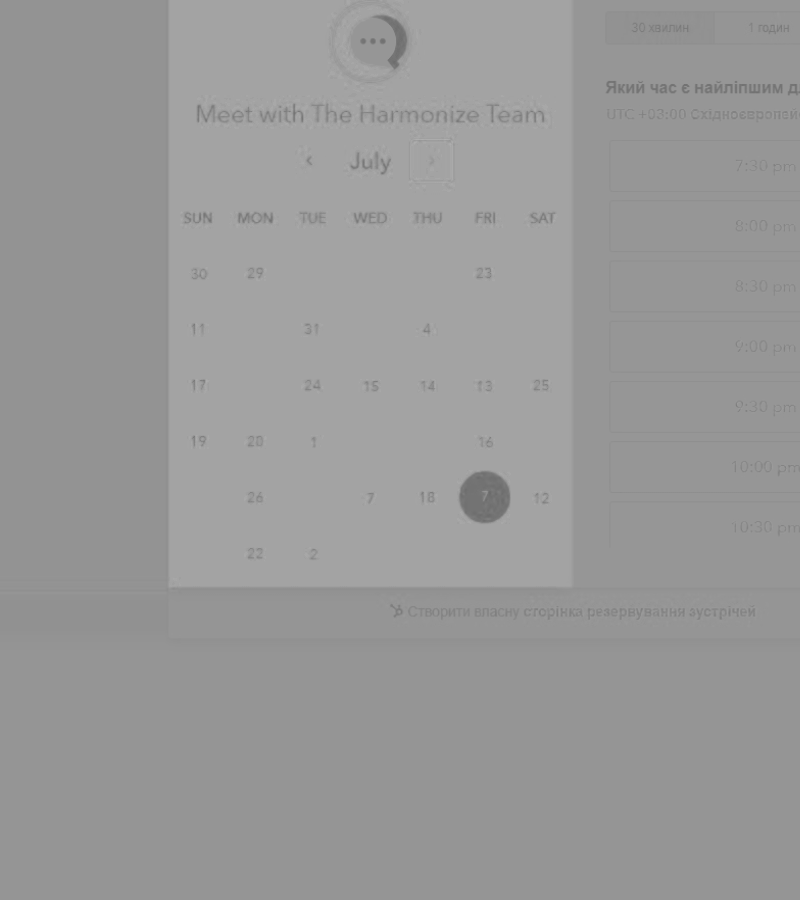 Meet with The Harmonize Team
July
SUN MON TUE WED THU FRI SAT
30 29 23
11 31 4
17 24 15 14 13 25
19 20 1 16
26 7 18 7 12
22 2
30 хвилин 1 годин
Який час є найліпшим д
UTC +03:00 Східноєвропей
7:30 pm
8:00 pm
8:30 pm
9:00 pm
9:30 pm
10:00 pm
10:30 pm
Створити власну сторінка резервування зустрічей